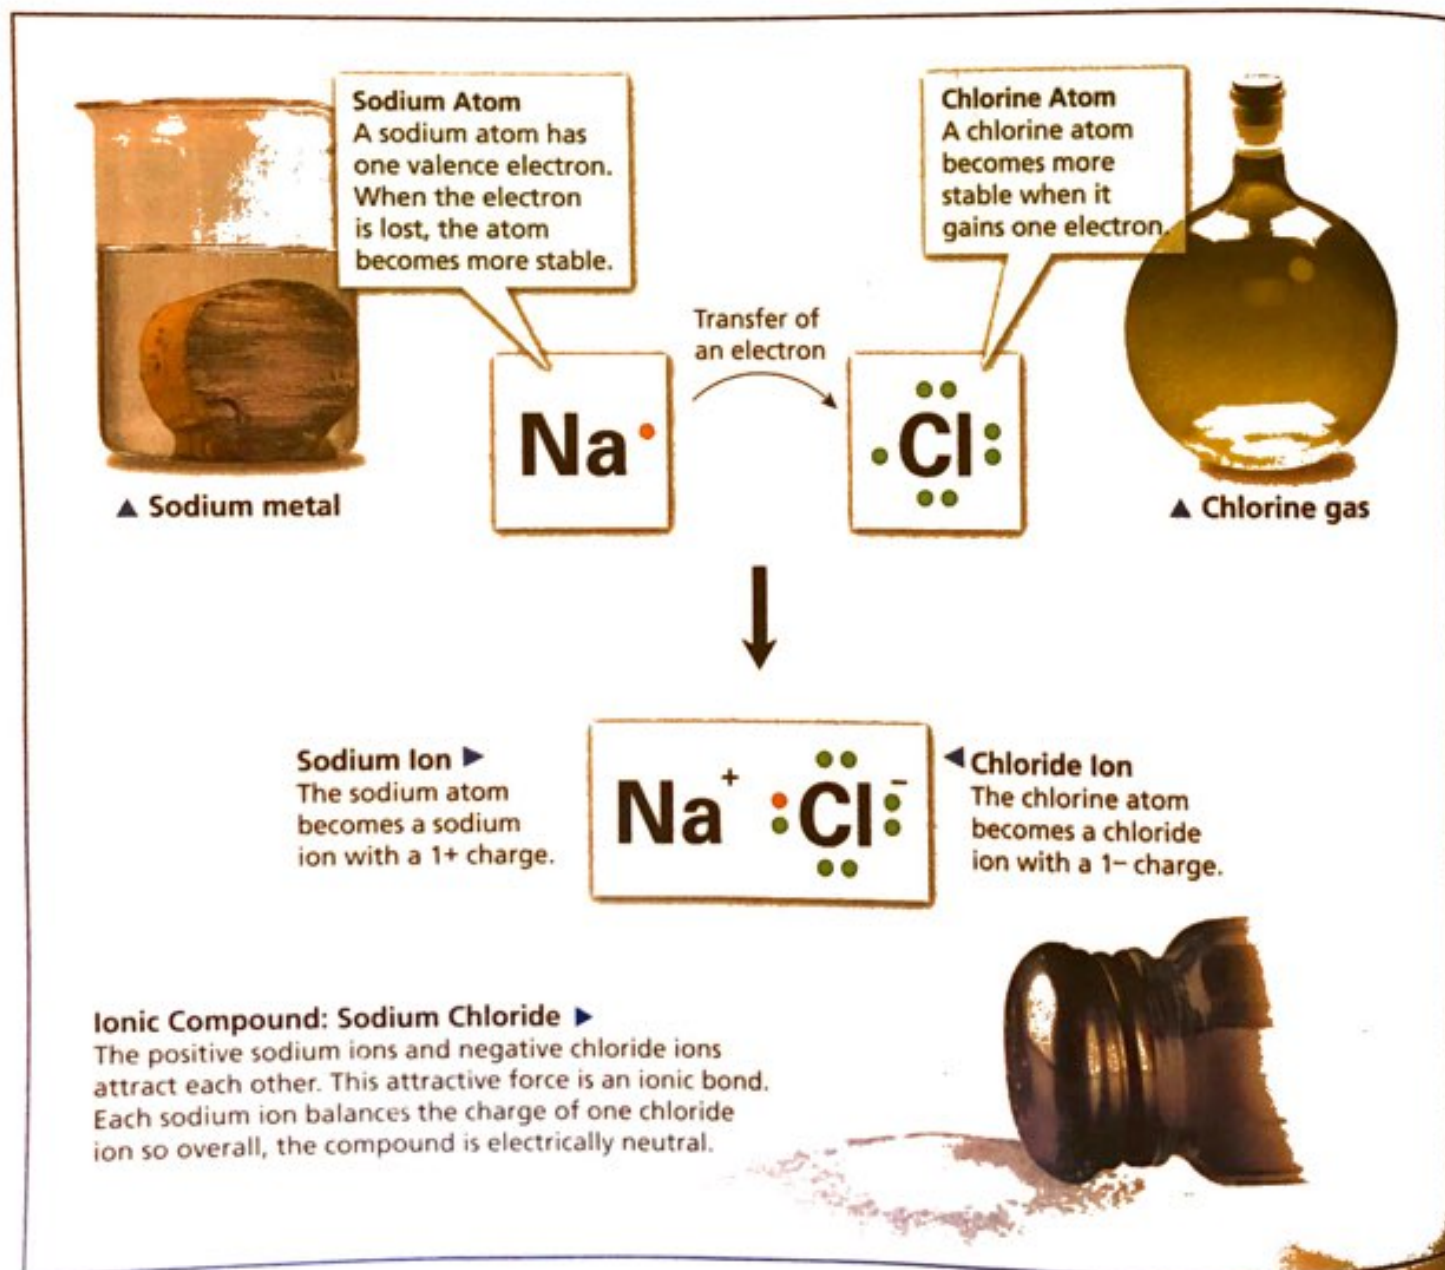 Sodium Atom
A sodium atom has
one valence electron.
When the electron
is lost, the atom
becomes more stable.
Chlorine Atom
A chlorine atom
becomes more
stable when it
gains one electron.
Transfer of
an electron
Na
Cl
▲ Sodium metal
▲ Chlorine gas
Sodium Ion ▶
The sodium atom
becomes a sodium
ion with a 1+ charge.
Na+ Cl−
◀ Chloride Ion
The chlorine atom
becomes a chloride
ion with a 1− charge.
Ionic Compound: Sodium Chloride ▶
The positive sodium ions and negative chloride ions
attract each other. This attractive force is an ionic bond.
Each sodium ion balances the charge of one chloride
ion so overall, the compound is electrically neutral.